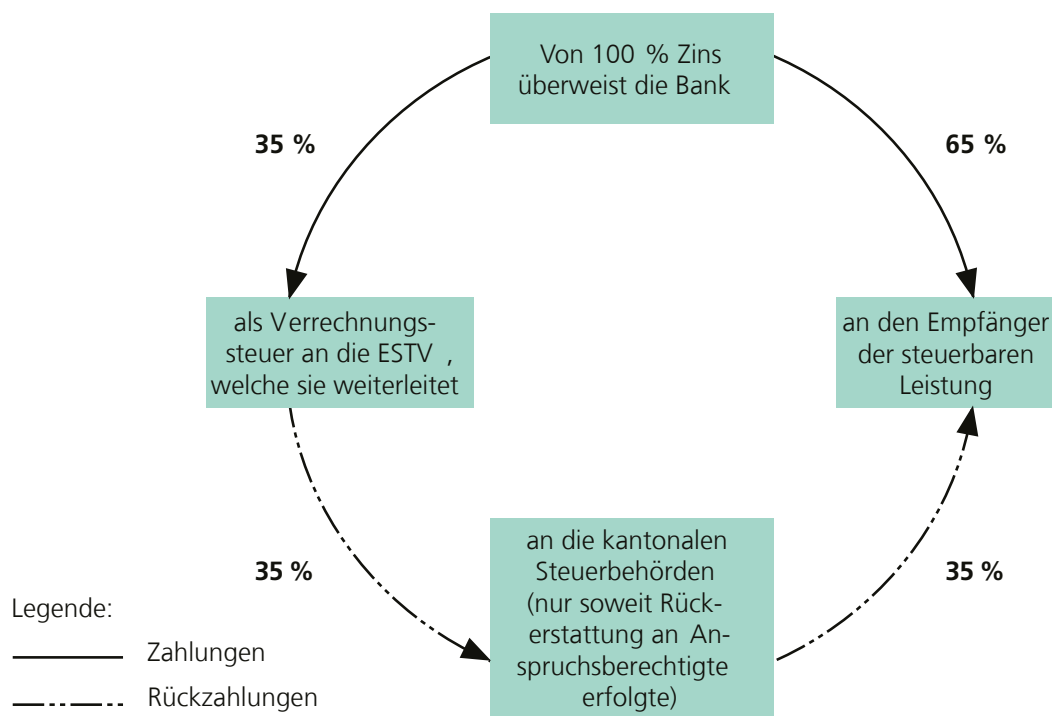 Von 100 % Zins
überweist die Bank
35 %
65 %
als Verrechnungs-
steuer an die ESTV ,
welche sie weiterleitet
an den Empfänger
der steuerbaren
Leistung
35 %
an die kantonalen
Steuerbehörden
(nur soweit Rück-
erstattung an An-
spruchsberechtigte
erfolgte)
35 %
Legende:
Zahlungen
Rückzahlungen